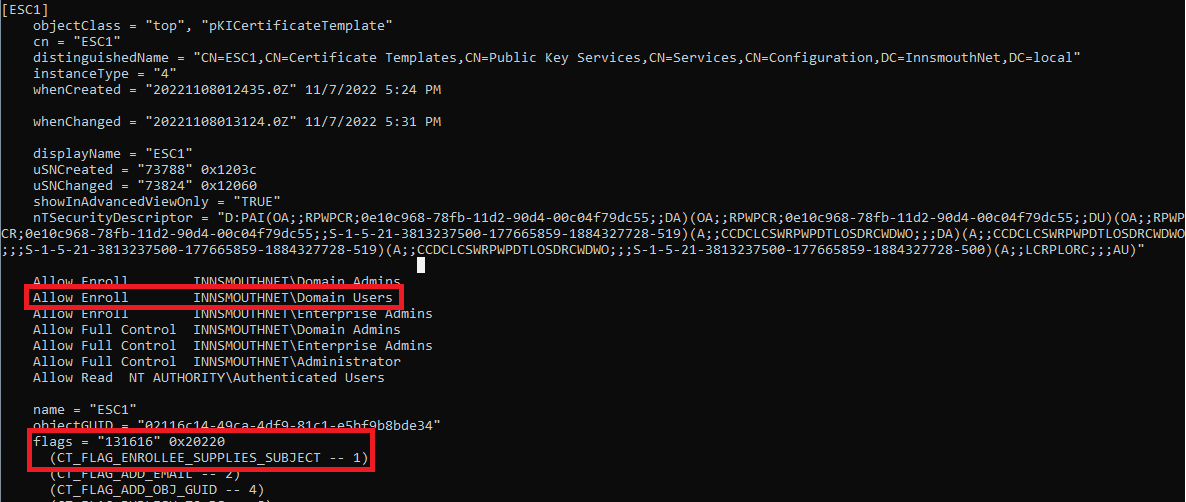 [ESC1]
objectClass = "top", "pKICertificateTemplate"
cn = "ESC1"
distinguishedName = "CN=ESC1,CN=Certificate Templates,CN=Public Key Services,CN=Services,CN=Configuration,DC=InnsmouthNet,DC=local"
instanceType = "4"
whenCreated = "20221108012435.0Z" 11/7/2022 5:24 PM
whenChanged = "20221108013124.0Z" 11/7/2022 5:31 PM
displayName = "ESC1"
uSNCreated = "73788" 0x1203c
uSNChanged = "73824" 0x12060
showInAdvancedViewOnly = "TRUE"
nTSecurityDescriptor = "D:PAI(OA;;RPWPCR;0e10c968-78fb-11d2-90d4-00c04f79dc55;;DA)(OA;;RPWPCR;0e10c968-78fb-11d2-90d4-00c04f79dc55;;DU)(OA;;RPWP
CR;0e10c968-78fb-11d2-90d4-00c04f79dc55;;S-1-5-21-3813237500-177665859-1884327728-519)(A;;CCDCLCSWRPWPDTLOSDRCWDWO;;;DA)(A;;CCDCLCSWRPWPDTLOSDRCWDWO
;;;S-1-5-21-3813237500-177665859-1884327728-519)(A;;CCDCLCSWRPWPDTLOSDRCWDWO;;;S-1-5-21-3813237500-177665859-1884327728-500)(A;;LCRPLORC;;;AU)"
Allow Enroll INNSMOUTHNET\Domain Admins
Allow Enroll INNSMOUTHNET\Domain Users
Allow Enroll INNSMOUTHNET\Enterprise Admins
Allow Full Control INNSMOUTHNET\Domain Admins
Allow Full Control INNSMOUTHNET\Enterprise Admins
Allow Full Control INNSMOUTHNET\Administrator
Allow Read NT AUTHORITY\Authenticated Users
name = "ESC1"
objectGUID = "02116c14-49ca-4df9-81c1-e5bf9b8bde34"
flags = "131616" 0x20220
(CT_FLAG_ENROLLEE_SUPPLIES_SUBJECT -- 1)
(CT_FLAG_ADD_EMAIL -- 2)
(CT_FLAG_ADD_OBJ_GUID -- 4)